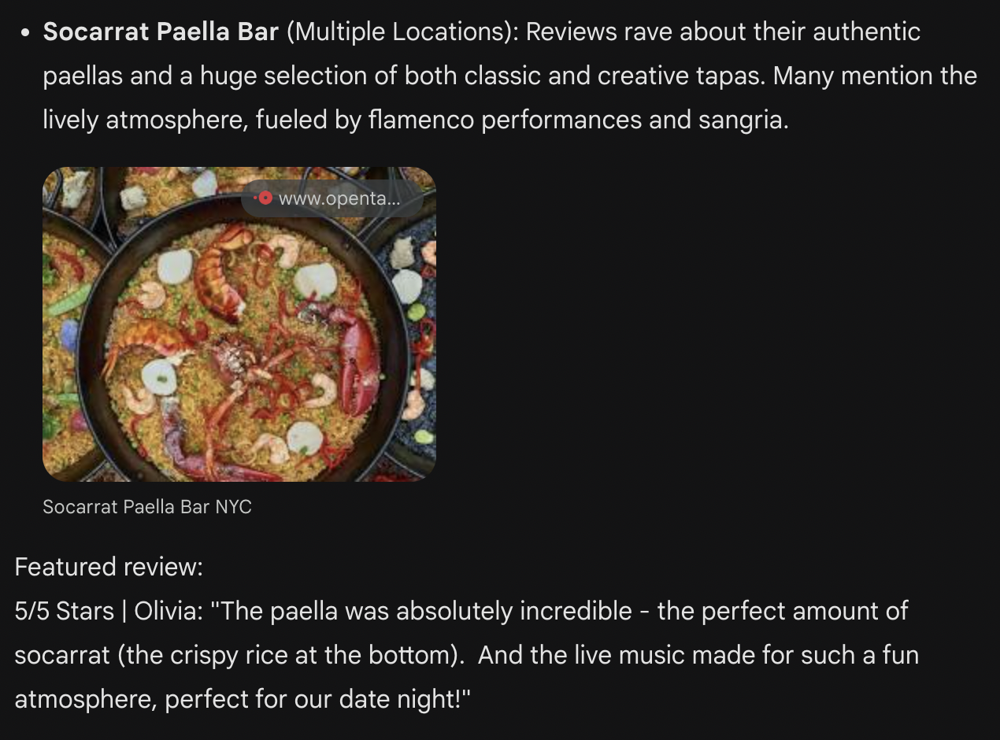 • Socarrat Paella Bar (Multiple Locations): Reviews rave about their authentic
paellas and a huge selection of both classic and creative tapas. Many mention the
lively atmosphere, fueled by flamenco performances and sangria.
www.openta...
Socarrat Paella Bar NYC
Featured review:
5/5 Stars | Olivia: "The paella was absolutely incredible - the perfect amount of
socarrat (the crispy rice at the bottom).  And the live music made for such a fun
atmosphere, perfect for our date night!"